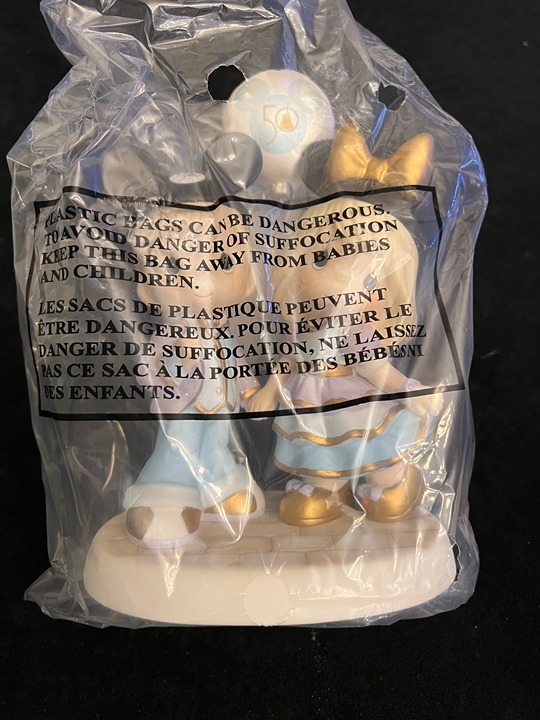 50
PLASTIC BAGS CAN BE DANGEROUS.
TO AVOID DANGER OF SUFFOCATION
KEEP THIS BAG AWAY FROM BABIES
AND CHILDREN.
LES SACS DE PLASTIQUE PEUVENT
ÊTRE DANGEREUX. POUR ÉVITER LE
DANGER DE SUFFOCATION, NE LAISSEZ
PAS CE SAC À LA PORTÉE DES BÉBÉS NI
DES ENFANTS.